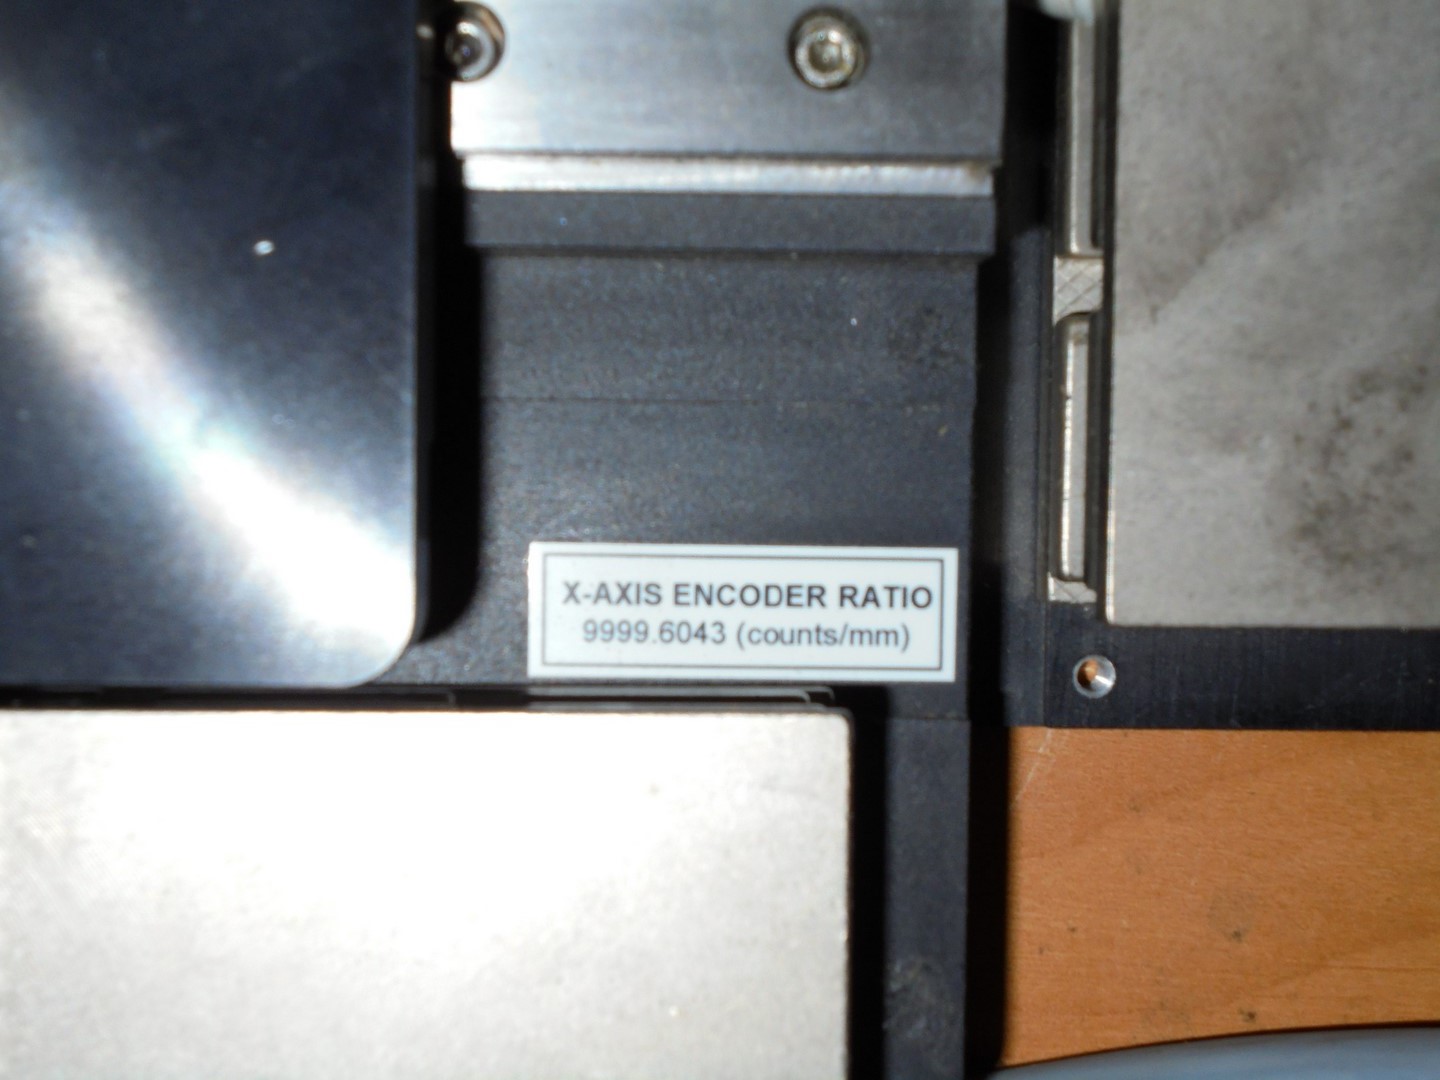 X-AXIS ENCODER RATIO
9999.6043 (counts/mm)